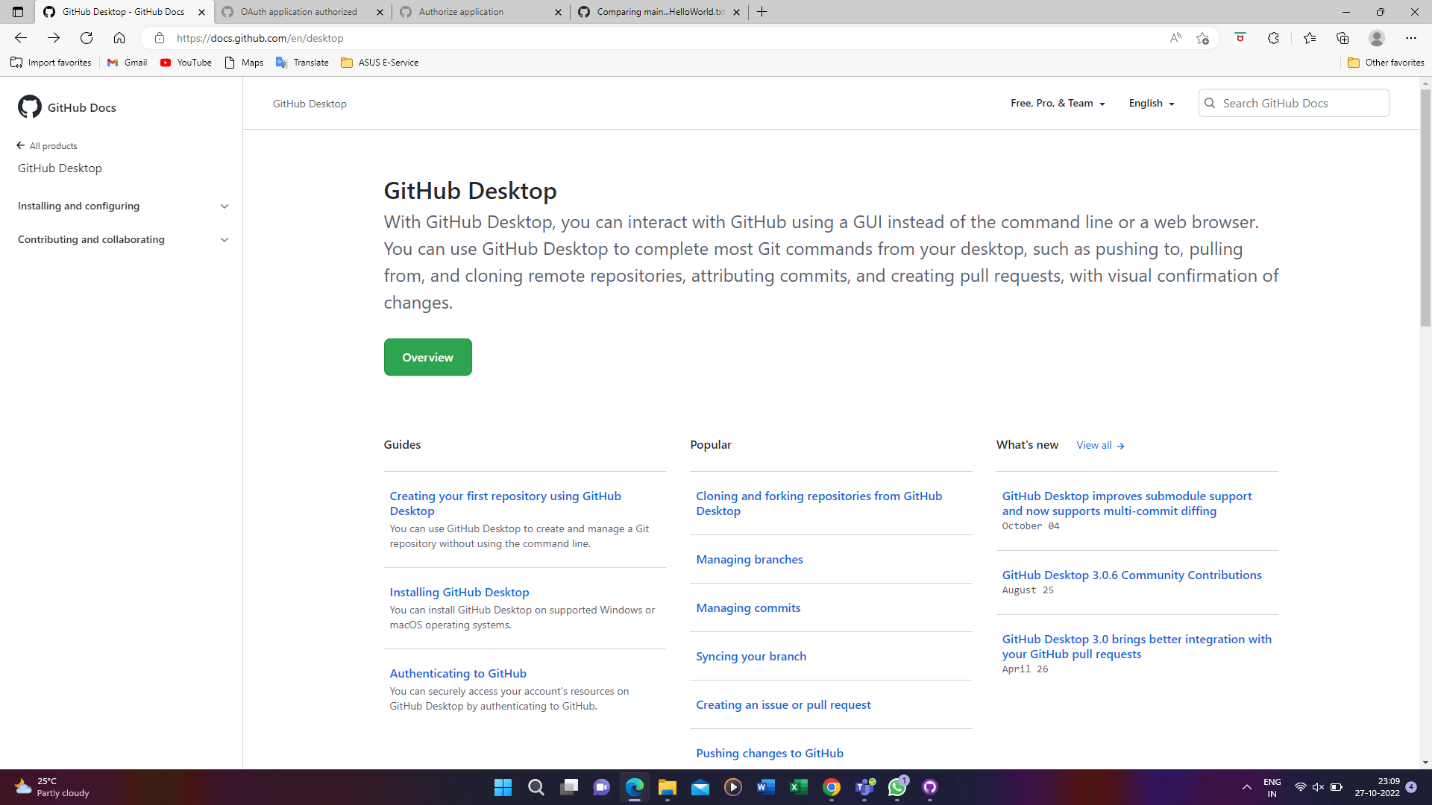 GitHub Desktop - GitHub Docs
OAuth application authorized
Authorize application
Comparing main...HelloWorld.txt
https://docs.github.com/en/desktop
Import favorites
Gmail
YouTube
Maps
Translate
ASUS E-Service
Other favorites
GitHub Docs
GitHub Desktop
Free, Pro, & Team
English
Search GitHub Docs
All products
GitHub Desktop
Installing and configuring
Contributing and collaborating
GitHub Desktop
With GitHub Desktop, you can interact with GitHub using a GUI instead of the command line or a web browser.
You can use GitHub Desktop to complete most Git commands from your desktop, such as pushing to, pulling
from, and cloning remote repositories, attributing commits, and creating pull requests, with visual confirmation of
changes.
Overview
Guides
Creating your first repository using GitHub
Desktop
You can use GitHub Desktop to create and manage a Git
repository without using the command line.
Installing GitHub Desktop
You can install GitHub Desktop on supported Windows or
macOS operating systems.
Authenticating to GitHub
You can securely access your account's resources on
GitHub Desktop by authenticating to GitHub.
Popular
Cloning and forking repositories from GitHub
Desktop
Managing branches
Managing commits
Syncing your branch
Creating an issue or pull request
Pushing changes to GitHub
What's new View all →
GitHub Desktop improves submodule support
and now supports multi-commit diffing
October 04
GitHub Desktop 3.0.6 Community Contributions
August 25
GitHub Desktop 3.0 brings better integration with
your GitHub pull requests
April 26
25°C
Partly cloudy
1
ENG
IN
23:09
27-10-2022
4